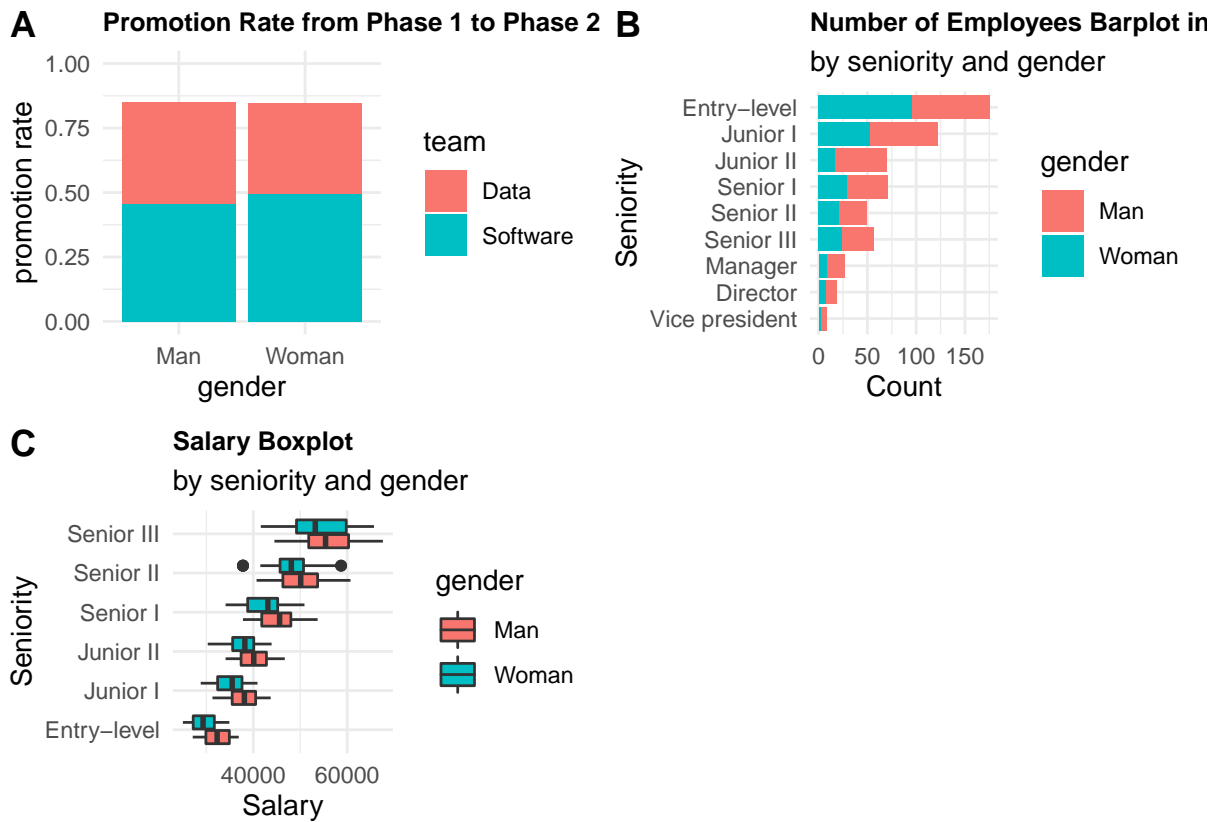 A
Promotion Rate from Phase 1 to Phase 2
1.00
0.75
0.50
0.25
0.00
promotion rate
Man Woman
gender
team
Data
Software
B
Number of Employees Barplot in
by seniority and gender
Seniority
Entry−level
Junior I
Junior II
Senior I
Senior II
Senior III
Manager
Director
Vice president
0 50 100 150
Count
gender
Man
Woman
C
Salary Boxplot
by seniority and gender
Seniority
Senior III
Senior II
Senior I
Junior II
Junior I
Entry−level
40000 60000
Salary
gender
Man
Woman